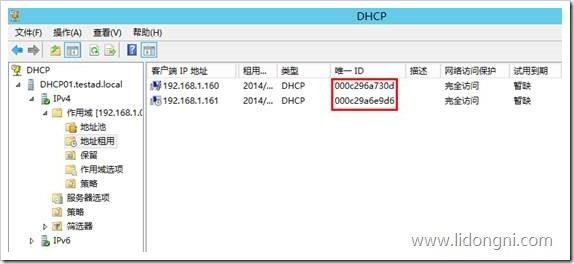 DHCP
文件(F) 操作(A) 查看(V) 帮助(H)
DHCP
DHCP01.testad.local
IPv4
作用域 [192.168.1.0
地址池
地址租用
保留
作用域选项
策略
服务器选项
策略
筛选器
IPv6
客户端 IP 地址 租用... 类型 唯一 ID 描述 网络访问保护 试用到期
192.168.1.160 2014/... DHCP 000c296a730d 完全访问 暂缺
192.168.1.161 2014/... DHCP 000c29a6e9d6 完全访问 暂缺
www.lidongni.com